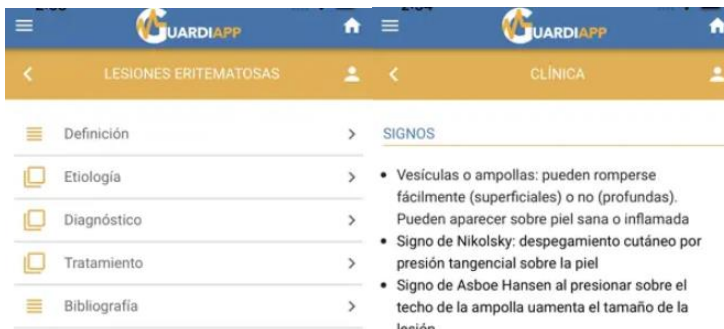 GUARDIAPP
LESIONES ERITEMATOSAS
Definición
Etiología
Diagnóstico
Tratamiento
Bibliografía
GUARDIAPP
CLÍNICA
SIGNOS
• Vesículas o ampollas: pueden romperse
fácilmente (superficiales) o no (profundas).
Pueden aparecer sobre piel sana o inflamada
• Signo de Nikolsky: despegamiento cutáneo por
presión tangencial sobre la piel
• Signo de Asboe Hansen al presionar sobre el
techo de la ampolla uamenta el tamaño de la
lesión